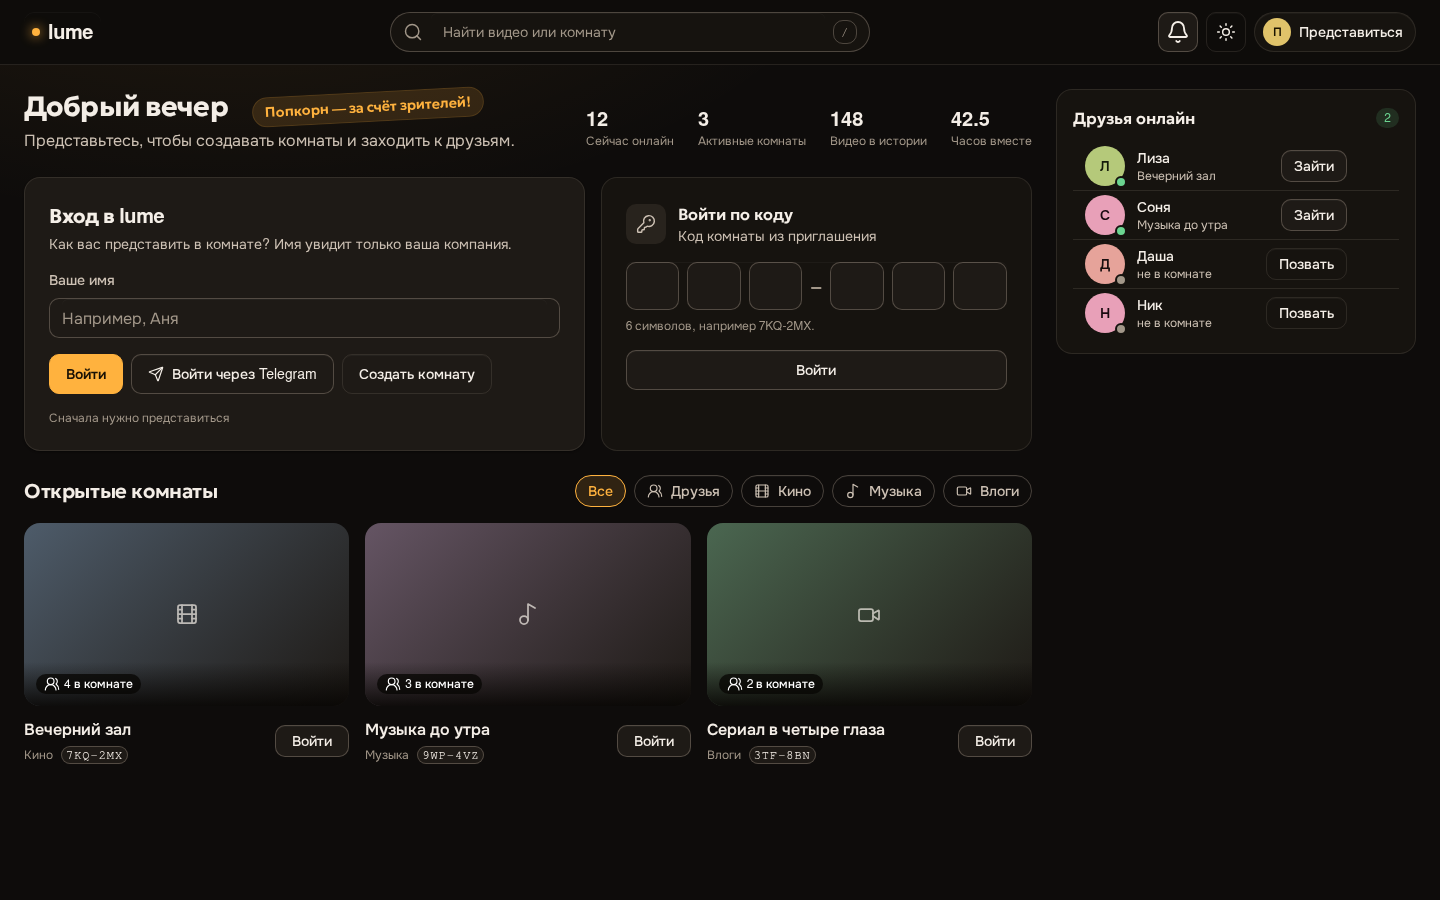 lume
Найти видео или комнату
/
П
Представиться
Добрый вечер
Попкорн — за счёт зрителей!
Представьтесь, чтобы создавать комнаты и заходить к друзьям.
12
Сейчас онлайн
3
Активные комнаты
148
Видео в истории
42.5
Часов вместе
Вход в lume
Как вас представить в комнате? Имя увидит только ваша компания.
Ваше имя
Например, Аня
Войти
Войти через Telegram
Создать комнату
Сначала нужно представиться
Войти по коду
Код комнаты из приглашения
–
6 символов, например 7KQ-2MX.
Войти
Друзья онлайн
2
Л
Лиза
Вечерний зал
Зайти
С
Соня
Музыка до утра
Зайти
Д
Даша
не в комнате
Позвать
Н
Ник
не в комнате
Позвать
Открытые комнаты
Все
Друзья
Кино
Музыка
Влоги
4 в комнате
Вечерний зал
Кино
7KQ-2MX
Войти
3 в комнате
Музыка до утра
Музыка
9WP-4VZ
Войти
2 в комнате
Сериал в четыре глаза
Влоги
3TF-8BN
Войти